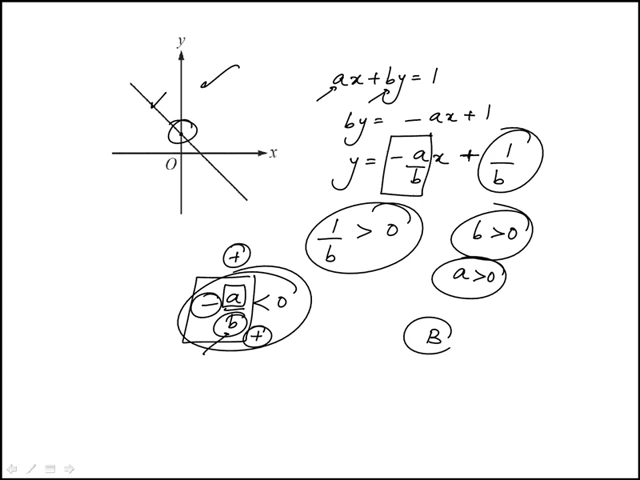 y
O
x
ax + by = 1
by = - ax + 1
y = - a/b x + 1/b
1/b > 0
b > 0
a > 0
+
- a/b < 0
+
B